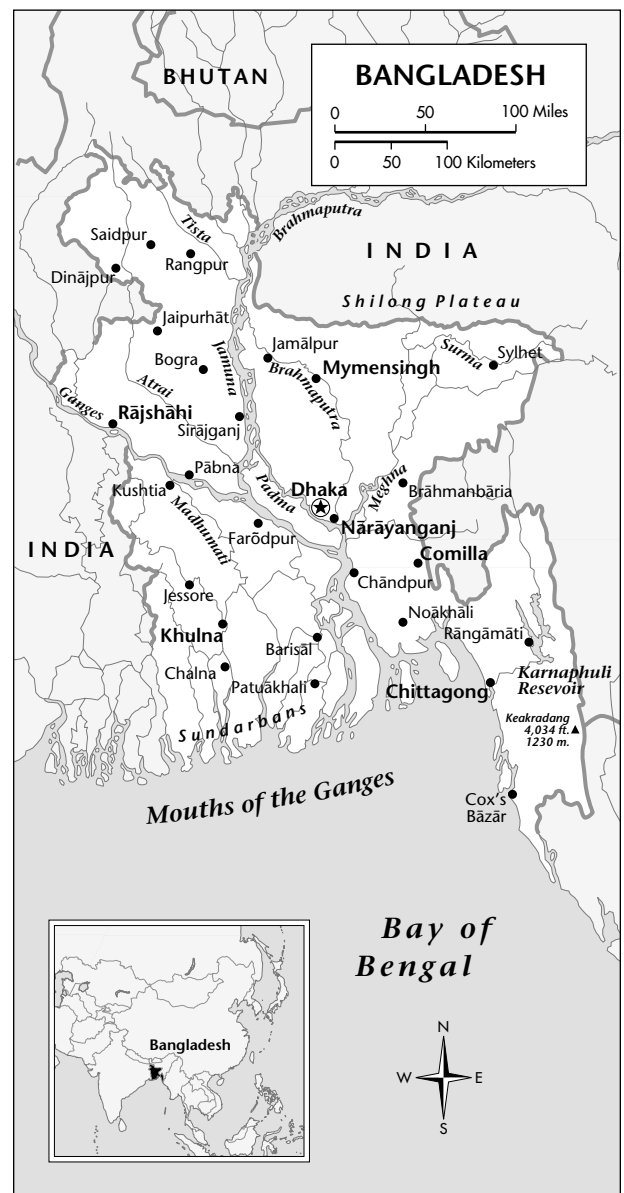 BHUTAN
BANGLADESH
0 50 100 Miles
0 50 100 Kilometers
Brahmaputra
Tista
Saidpur
Rangpur
Dinājpur
INDIA
Shilong Plateau
Jaipurhāt
Jamālpur
Surma
Sylhet
Bogra
Jamuna
Brahmaputra
Mymensingh
Atrai
Ganges
Rājshāhi
Sirājganj
Pābna
Padma
Dhaka
Meghna
Brāhmanbāria
Kushtia
Madhumati
Farōdpur
Nārāyanganj
INDIA
Comilla
Chāndpur
Jessore
Noākhāli
Khulna
Barisāl
Rāngāmāti
Chalna
Patuākhali
Chittagong
Karnaphuli
Resevoir
Sundarbans
Keakradang
4,034 ft.
1230 m.
Mouths of the Ganges
Cox's
Bāzār
Bay of
Bengal
Bangladesh
N
W E
S